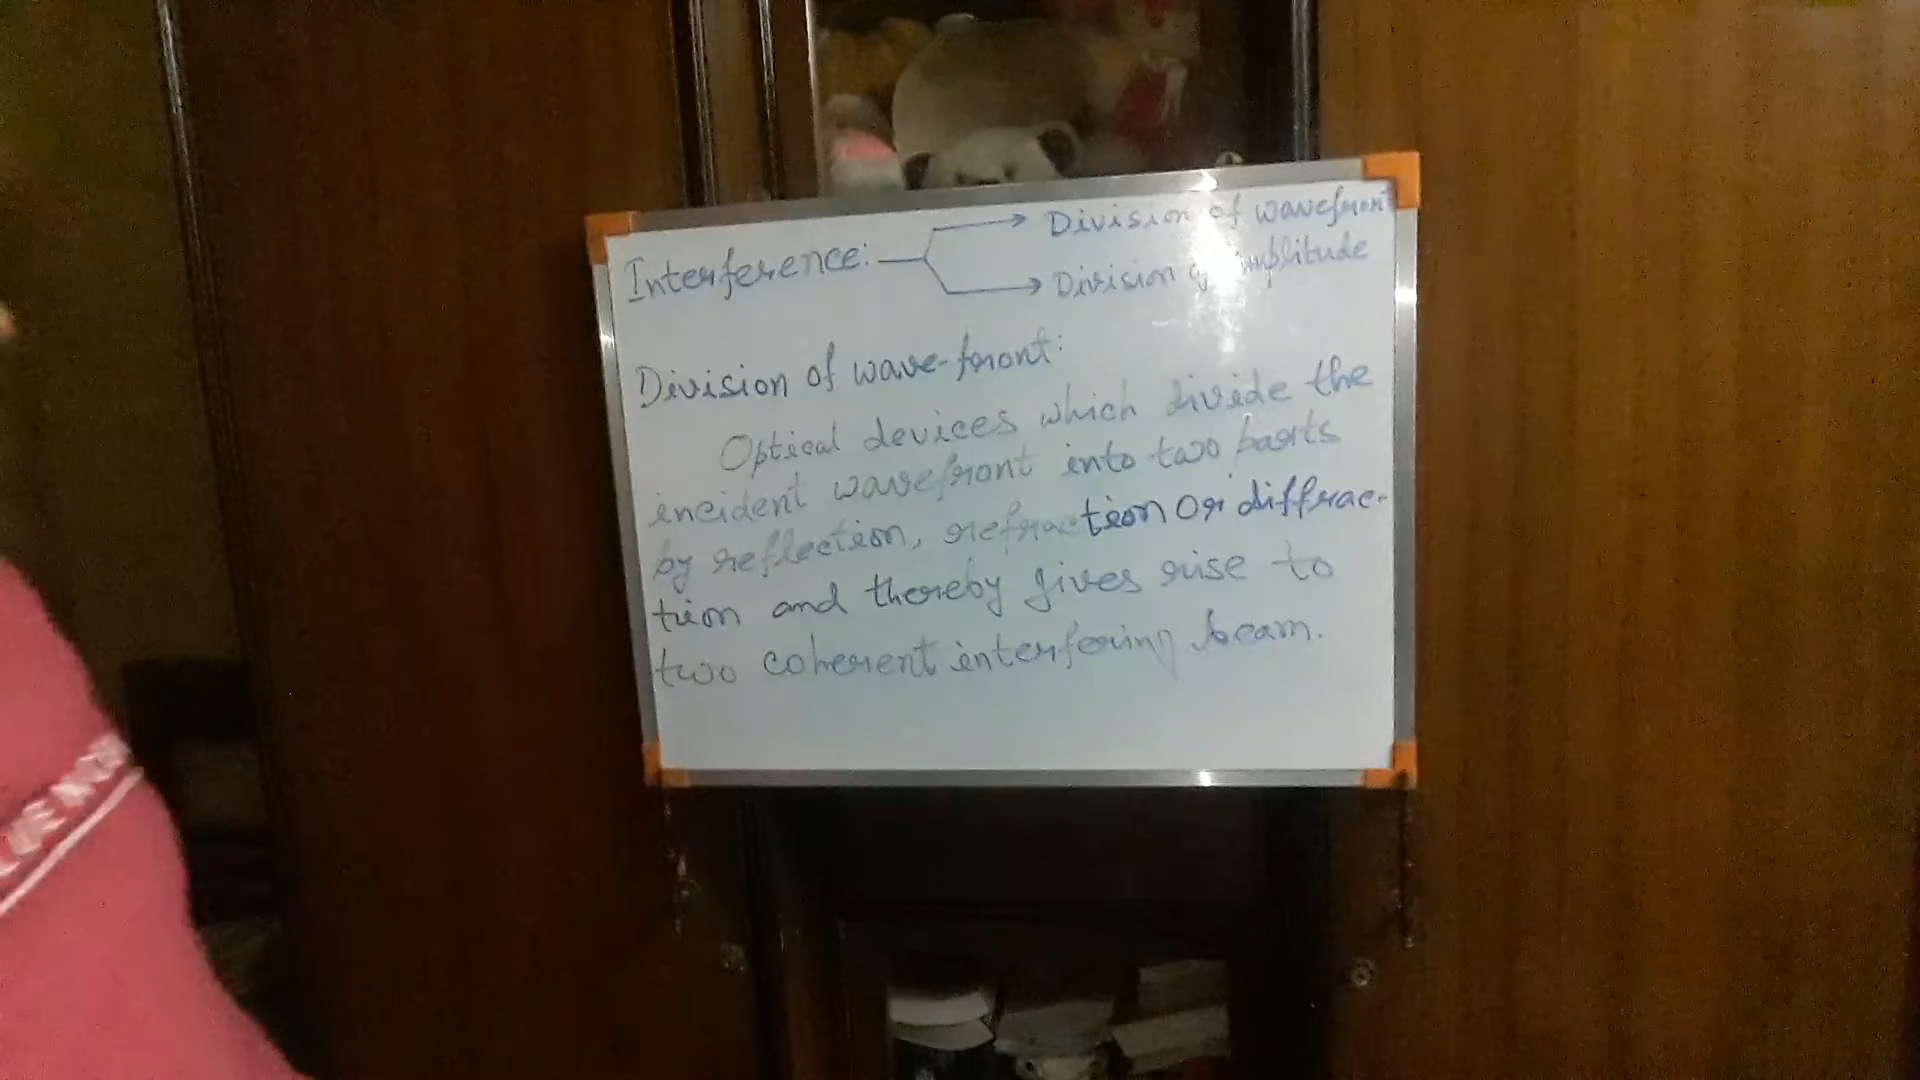 Interference: Division of wavefront
Division of amplitude
Division of wave-front:
Optical devices which divide the
incident wavefront into two parts
by reflection, refraction or diffrac-
tion and thereby gives rise to
two coherent interfering beam.